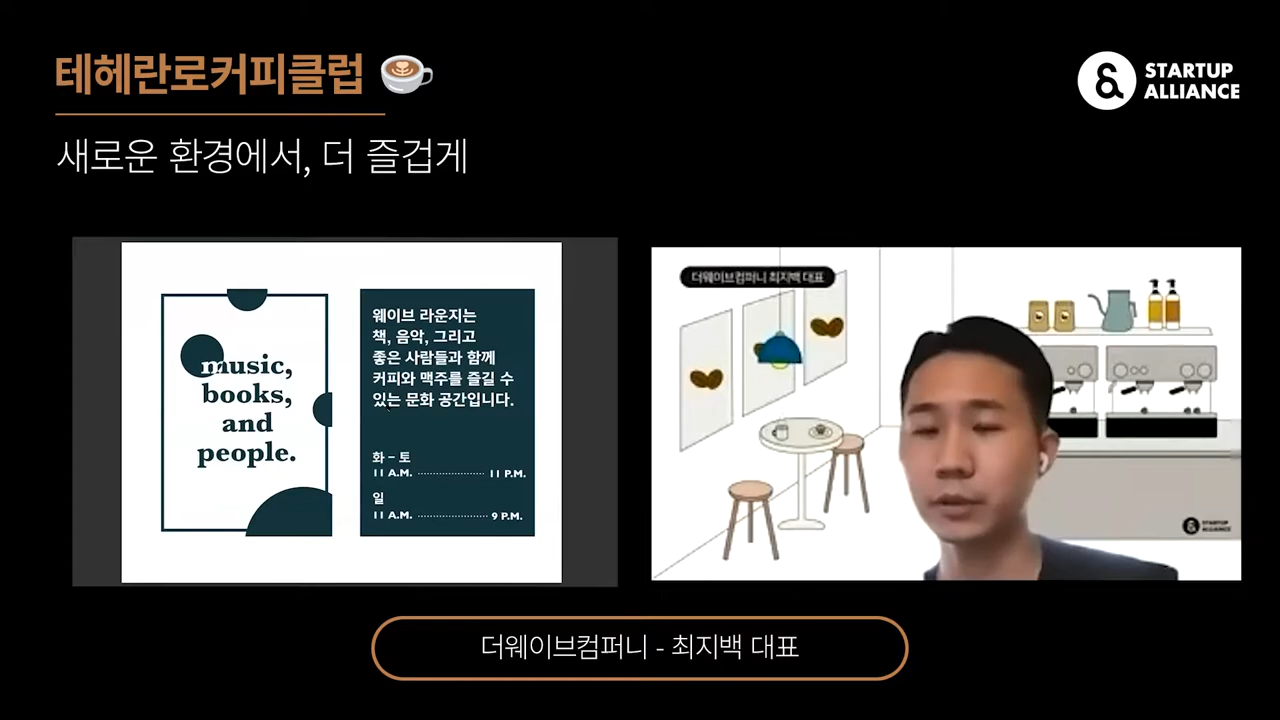 테헤란로커피클럽
STARTUP
ALLIANCE
새로운 환경에서, 더 즐겁게
music,
books,
and
people.
웨이브 라운지는
책, 음악, 그리고
좋은 사람들과 함께
커피와 맥주를 즐길 수
있는 문화 공간입니다.
화 – 토
11 A.M. ························ 11 P.M.
일
11 A.M. ························ 9 P.M.
더웨이브컴퍼니 최지백 대표
STARTUP
ALLIANCE
더웨이브컴퍼니 - 최지백 대표